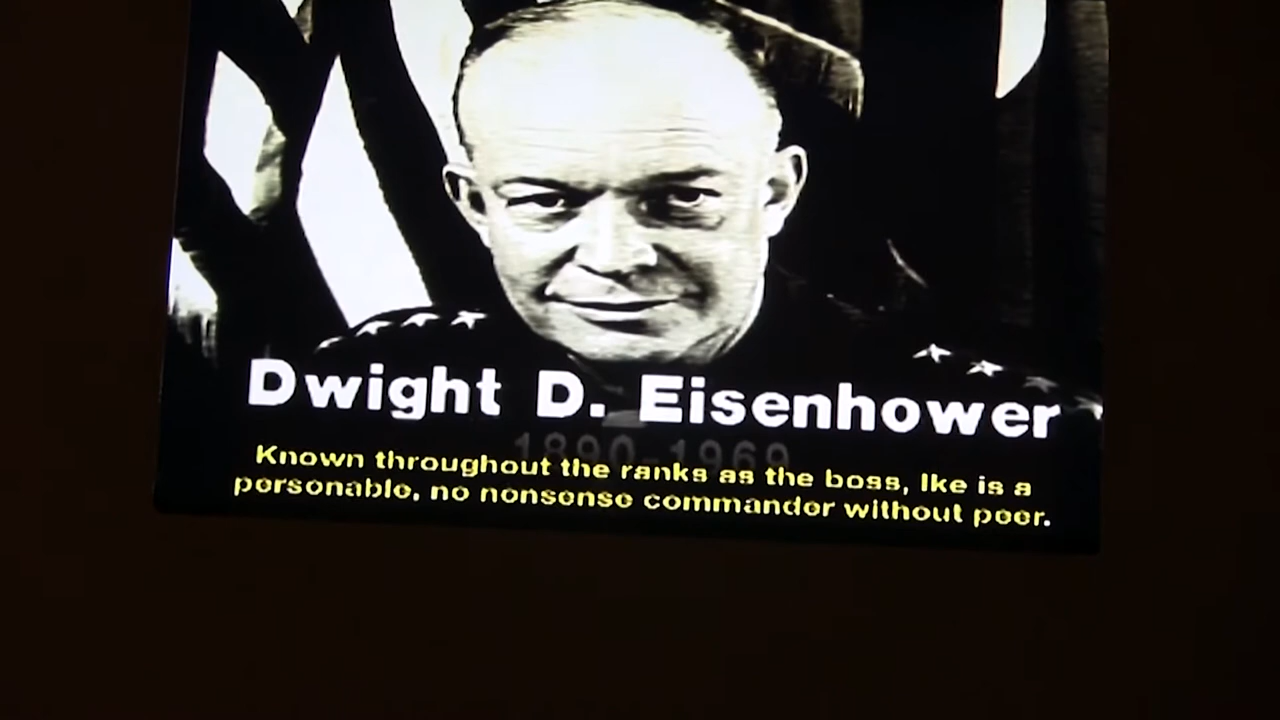 Dwight D. Eisenhower
1890-1969
Known throughout the ranks as the boss, Ike is a
personable, no nonsense commander without peer.